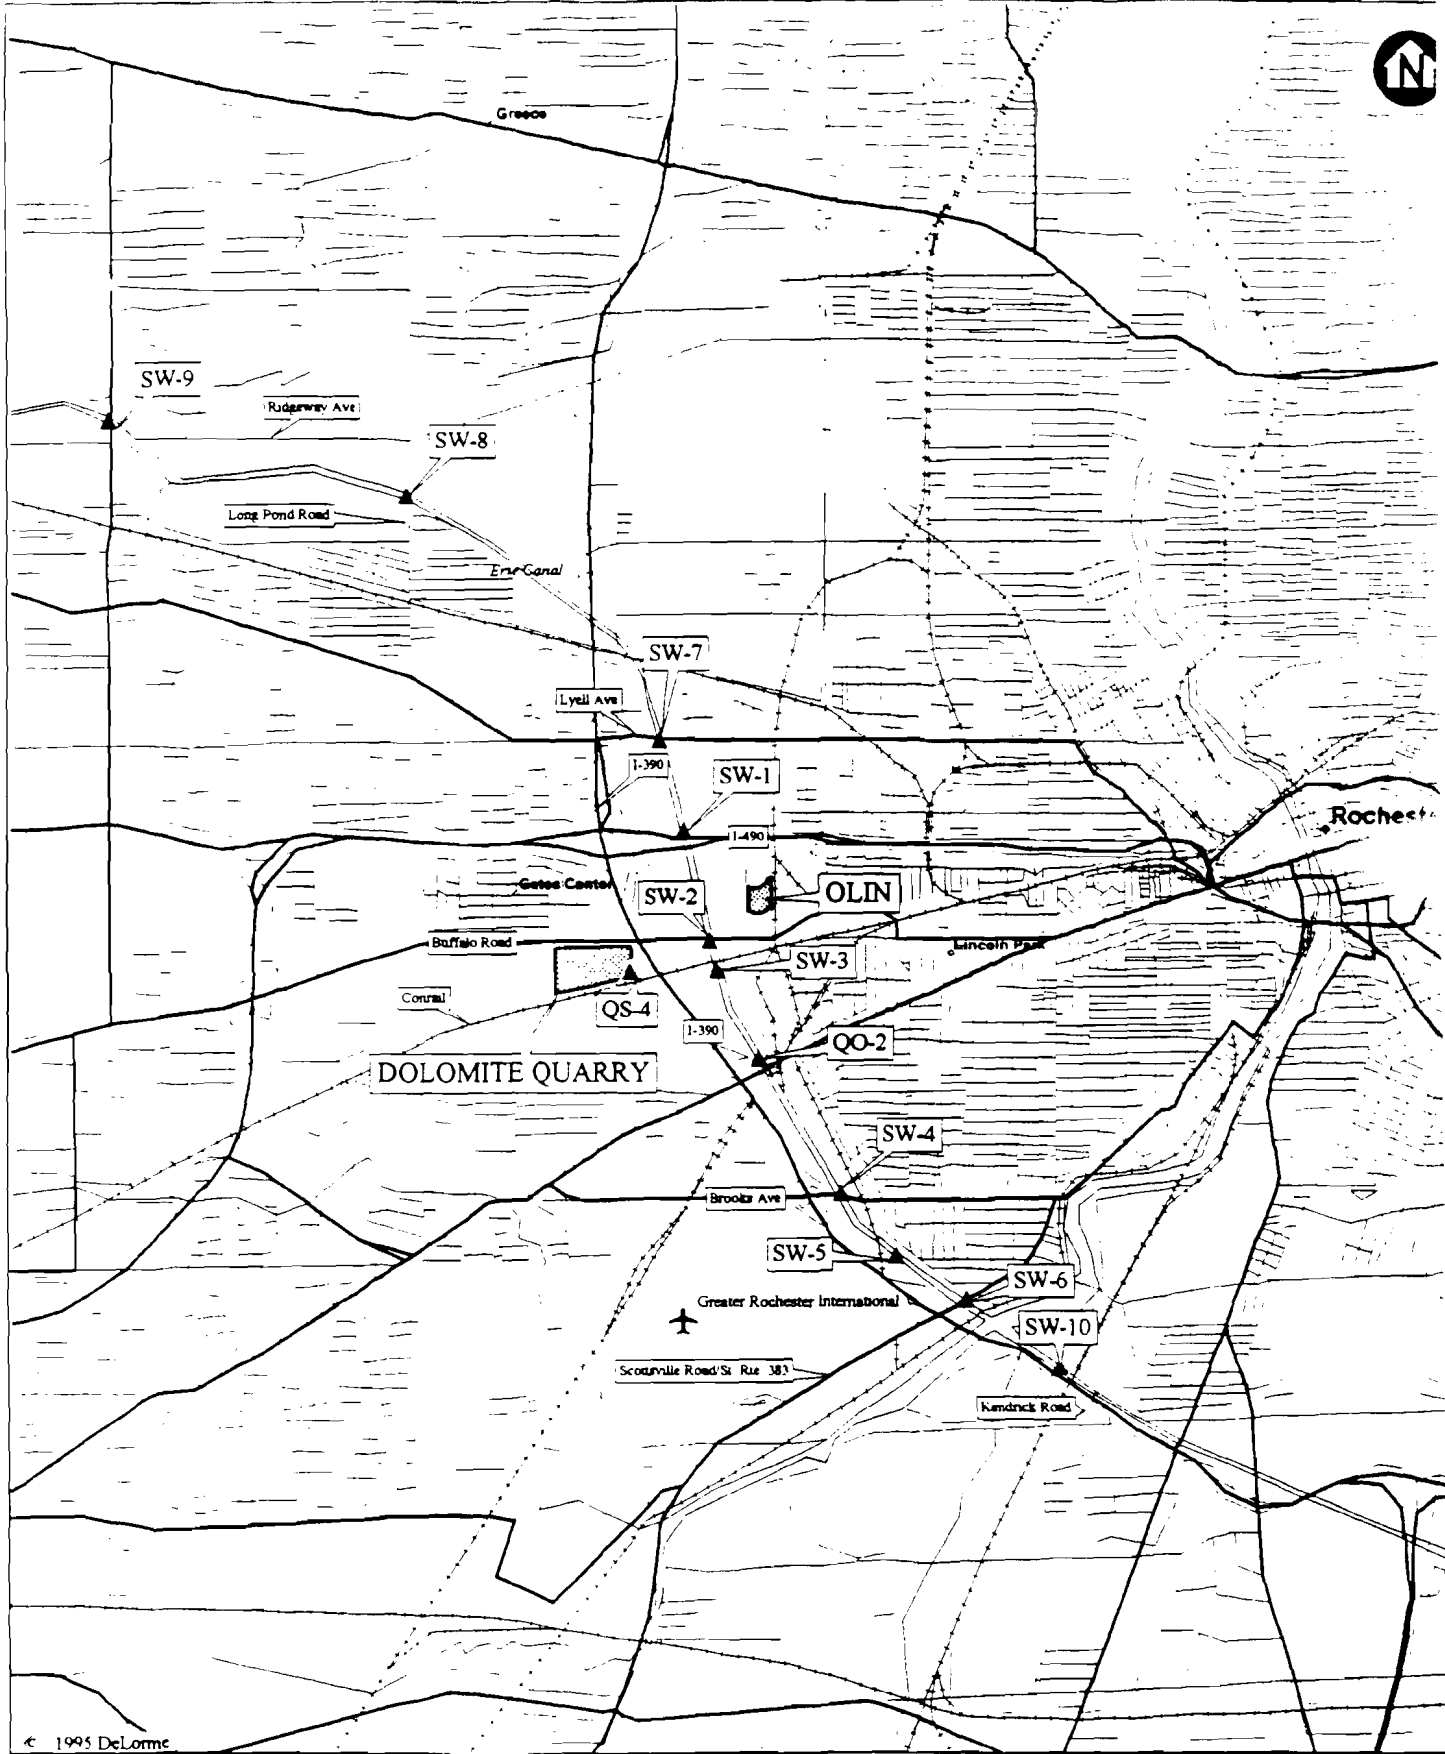 N
Greece
SW-9
Ridgeway Ave
SW-8
Long Pond Road
Erie Canal
SW-7
Lyell Ave
I-390
SW-1
I-490
Rochest
Gates Center
SW-2
OLIN
Buffalo Road
Lincoln Park
SW-3
Conrail
QS-4
I-390
QO-2
DOLOMITE QUARRY
SW-4
Brooks Ave
SW-5
SW-6
Greater Rochester International
SW-10
Scottsville Road/St. Rte. 383
Kendrick Road
© 1995 DeLorme